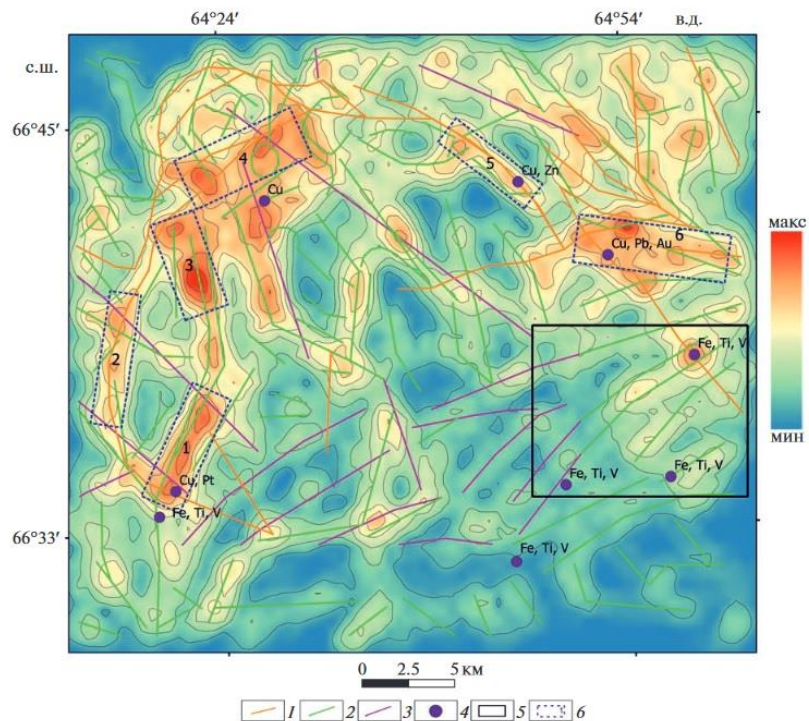 64°24′
64°54′ в.д.
с.ш.
66°45′
4
5
Cu, Zn
Cu
6
Cu, Pb, Au
макс
3
2
Fe, Ti, V
мин
1
Cu, Pt
Fe, Ti, V
Fe, Ti, V
Fe, Ti, V
66°33′
Fe, Ti, V
0 2.5 5 км
1 2 3 4 5 6